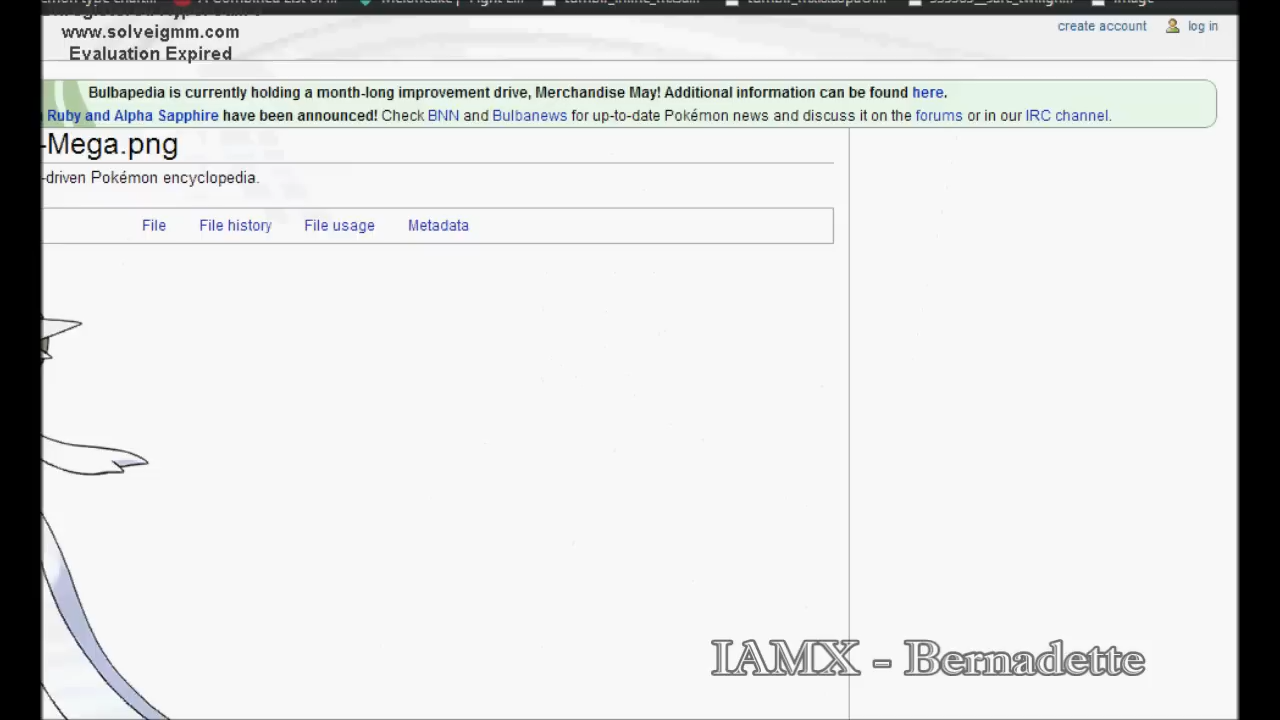 A Combined List of ...
create account log in
www.solveigmm.com
Evaluation Expired
Bulbapedia is currently holding a month-long improvement drive, Merchandise May! Additional information can be found here.
Ruby and Alpha Sapphire have been announced! Check BNN and Bulbanews for up-to-date Pokémon news and discuss it on the forums or in our IRC channel.
-Mega.png
-driven Pokémon encyclopedia.
File File history File usage Metadata
IAMX - Bernadette